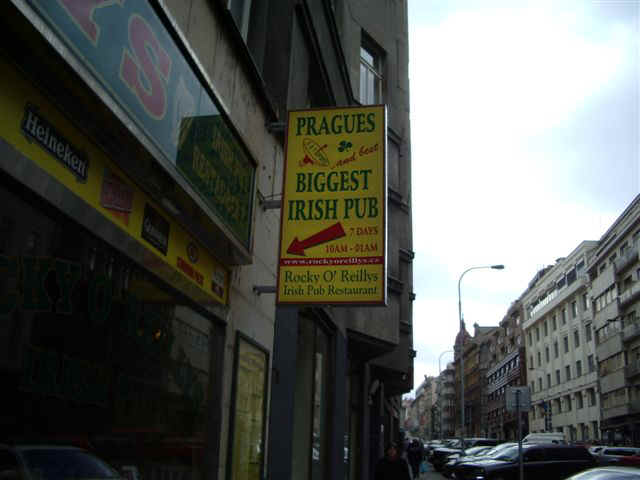 YS
Heineken
PRAGUES
and best
BIGGEST
IRISH PUB
7 DAYS
10AM - 01AM
www.rockyoreillys.cz
Rocky O' Reillys
Irish Pub Restaurant